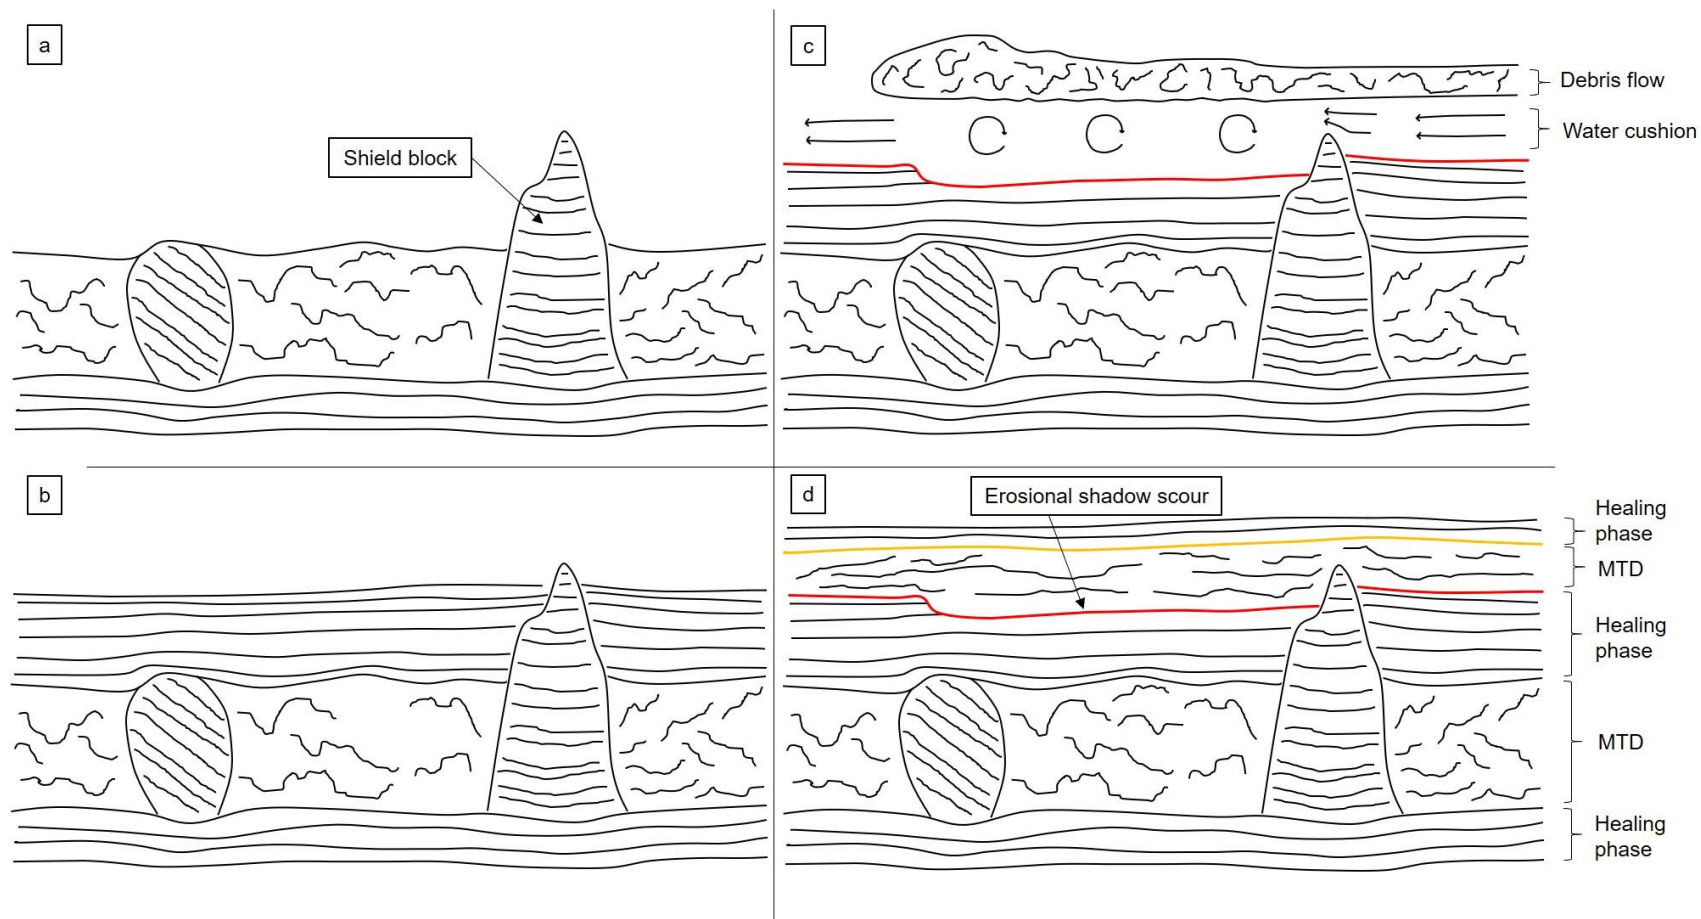 a
Shield block
b
c
Debris flow
Water cushion
d
Erosional shadow scour
Healing
phase
MTD
Healing
phase
MTD
Healing
phase